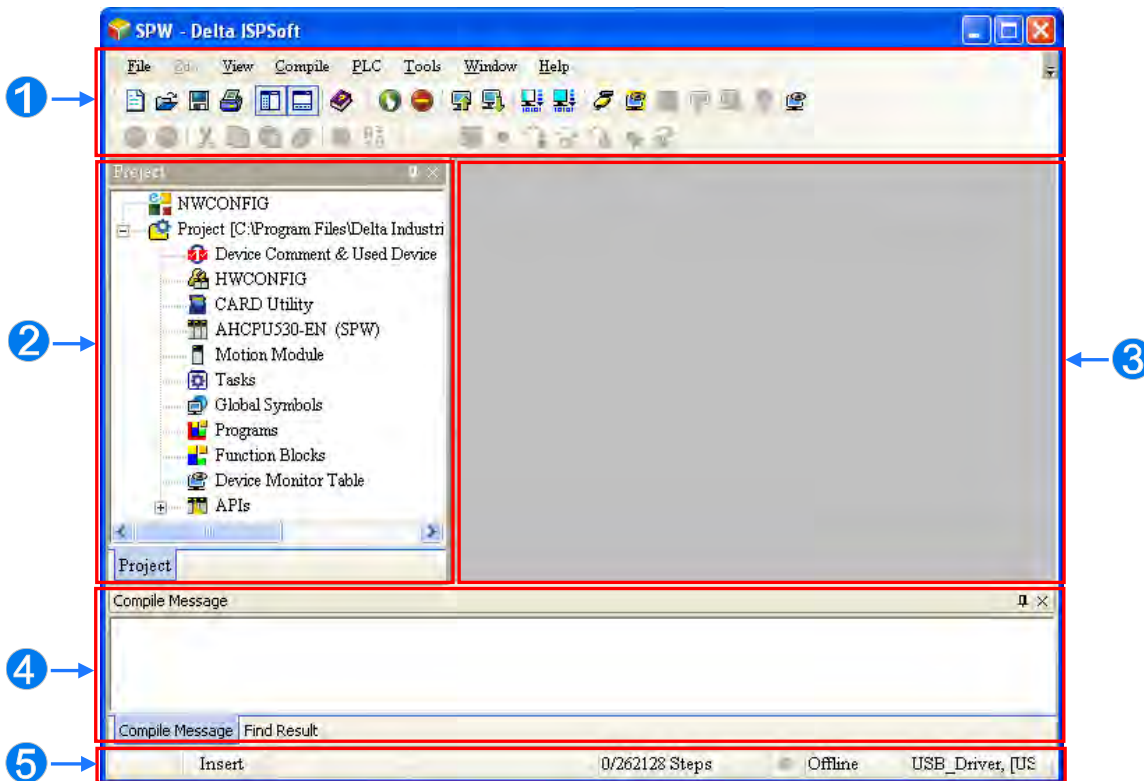 SPW - Delta ISPSoft
File Edit View Compile PLC Tools Window Help
1
Project
NWCONFIG
Project [C:\Program Files\Delta Industri
Device Comment & Used Device
HWCONFIG
CARD Utility
AHCPU530-EN (SPW)
Motion Module
Tasks
Global Symbols
Programs
Function Blocks
Device Monitor Table
APIs
Project
2
3
Compile Message
4
Compile Message Find Result
5
Insert 0/262128 Steps Offline USB_Driver, [US